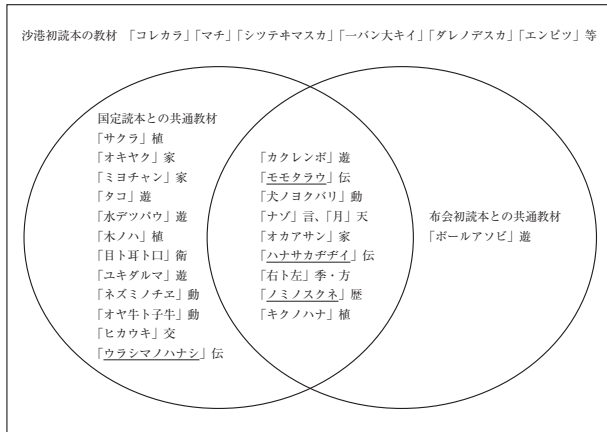 沙港初読本の教材　「コレカラ」「マチ」「シツテヰマスカ」「一バン大キイ」「ダレノデスカ」「エンピツ」等
国定読本との共通教材
「サクラ」植
「オキヤク」家
「ミヨチャン」家
「タコ」遊
「水デツパウ」遊
「木ノハ」植
「目ト耳ト口」衛
「ユキダルマ」遊
「ネズミノチヱ」動
「オヤ牛ト子牛」動
「ヒカウキ」交
「ウラシマノハナシ」伝
「カクレンボ」遊
「モモタラウ」伝
「犬ノヨクバリ」動
「ナゾ」言、「月」天
「オカアサン」家
「ハナサカヂヂイ」伝
「右ト左」季・方
「ノミノスクネ」歴
「キクノハナ」植
布会初読本との共通教材
「ボールアソビ」遊